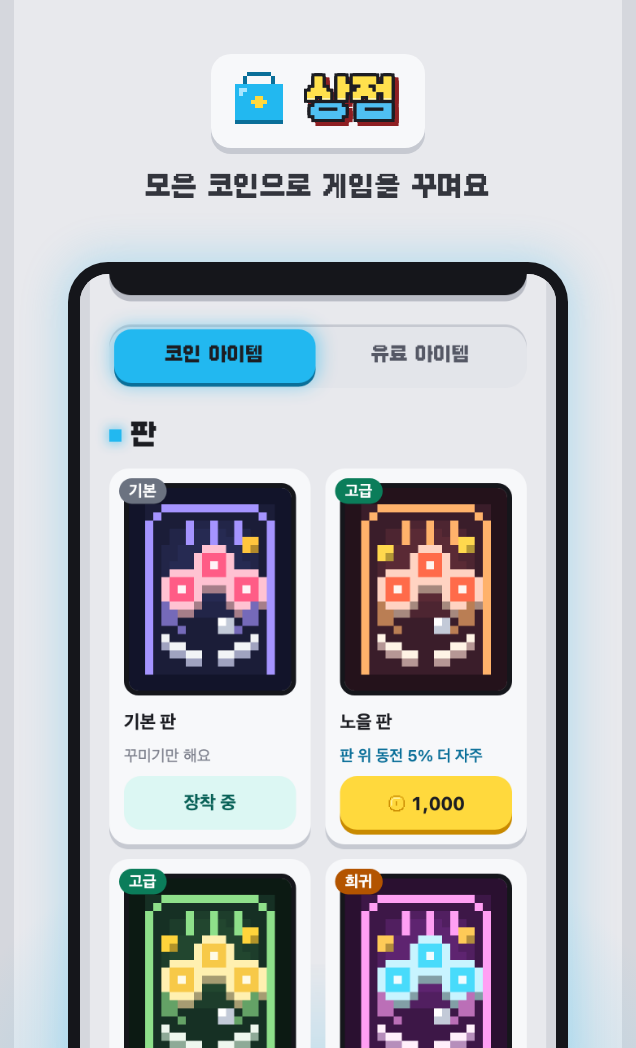 상점
모은 코인으로 게임을 꾸며요
코인 아이템
유료 아이템
판
기본
고급
기본 판
노을 판
꾸미기만 해요
판 위 동전 5% 더 자주
장착 중
1,000
고급
희귀